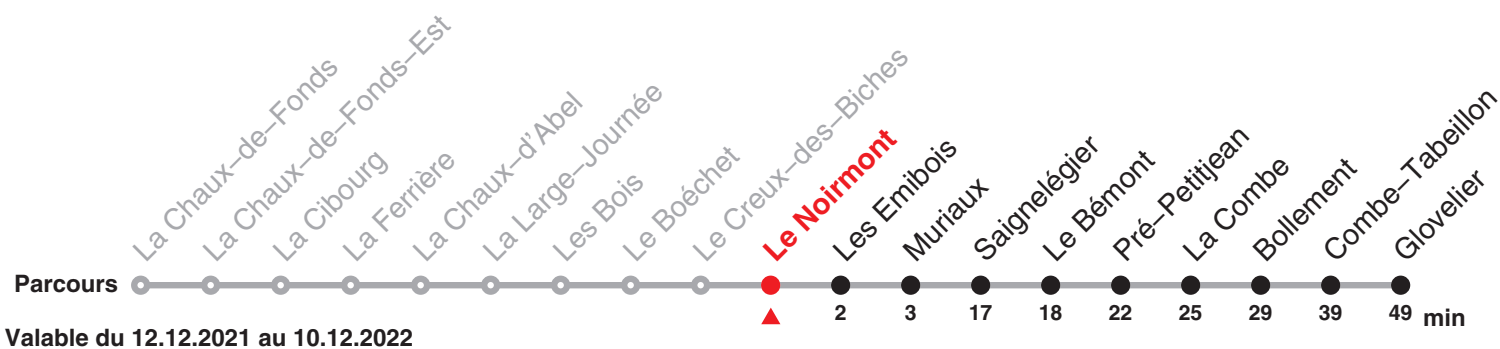 La Chaux–de–Fonds
La Chaux–de–Fonds–Est
La Cibourg
La Ferrière
La Chaux–d'Abel
La Large–Journée
Les Bois
Le Boéchet
Le Creux–des–Biches
Le Noirmont
Les Emibois
Muriaux
Saignelégier
Le Bémont
Pré–Petitjean
La Combe
Bollement
Combe–Tabeillon
Glovelier
Parcours
2 3 17 18 22 25 29 39 49 min
Valable du 12.12.2021 au 10.12.2022